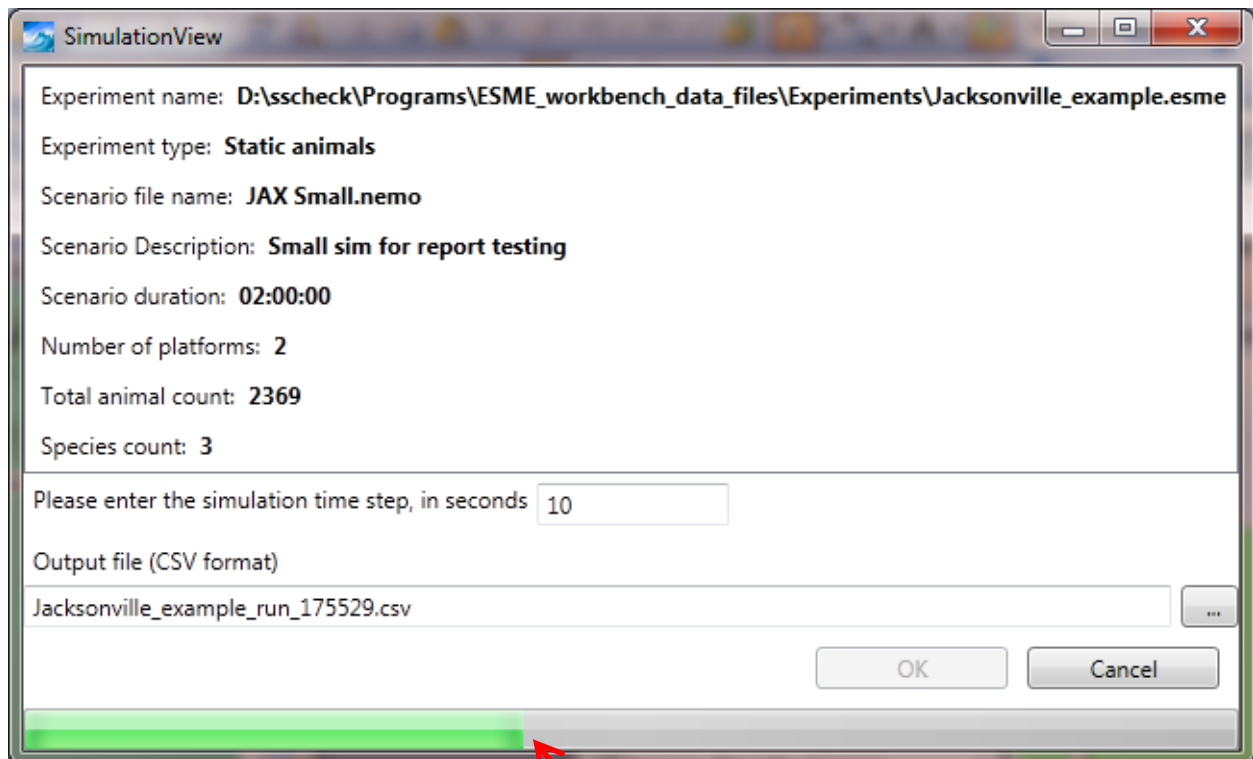 SimulationView
Experiment name: D:\sscheck\Programs\ESME_workbench_data_files\Experiments\Jacksonville_example.esme
Experiment type: Static animals
Scenario file name: JAX Small.nemo
Scenario Description: Small sim for report testing
Scenario duration: 02:00:00
Number of platforms: 2
Total animal count: 2369
Species count: 3
Please enter the simulation time step, in seconds 10
Output file (CSV format)
Jacksonville_example_run_175529.csv ...
OK Cancel